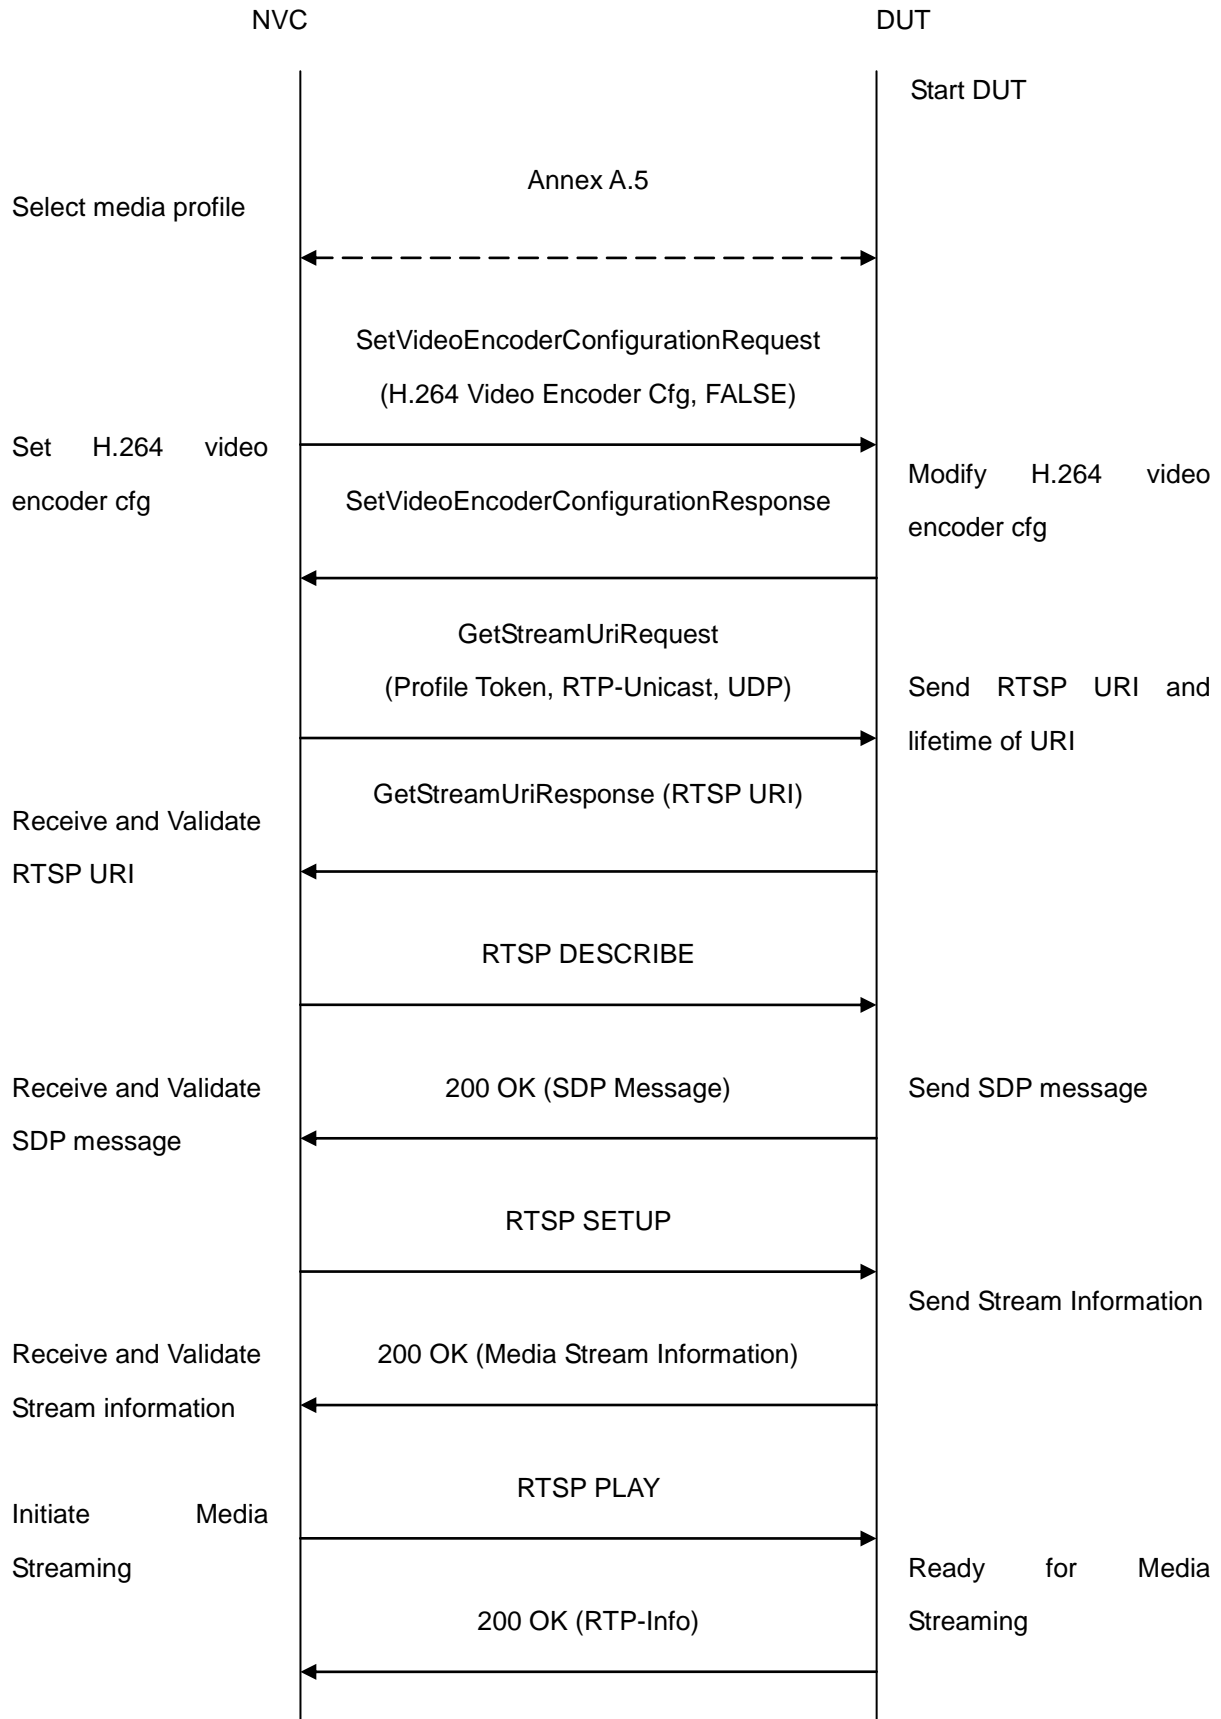 NVC
DUT
Start DUT
Annex A.5
Select media profile
SetVideoEncoderConfigurationRequest
(H.264 Video Encoder Cfg, FALSE)
Set H.264 video
encoder cfg
Modify H.264 video
encoder cfg
SetVideoEncoderConfigurationResponse
GetStreamUriRequest
(Profile Token, RTP-Unicast, UDP)
Send RTSP URI and
lifetime of URI
GetStreamUriResponse (RTSP URI)
Receive and Validate
RTSP URI
RTSP DESCRIBE
Receive and Validate
SDP message
200 OK (SDP Message)
Send SDP message
RTSP SETUP
Send Stream Information
Receive and Validate
Stream information
200 OK (Media Stream Information)
RTSP PLAY
Initiate Media
Streaming
Ready for Media
Streaming
200 OK (RTP-Info)